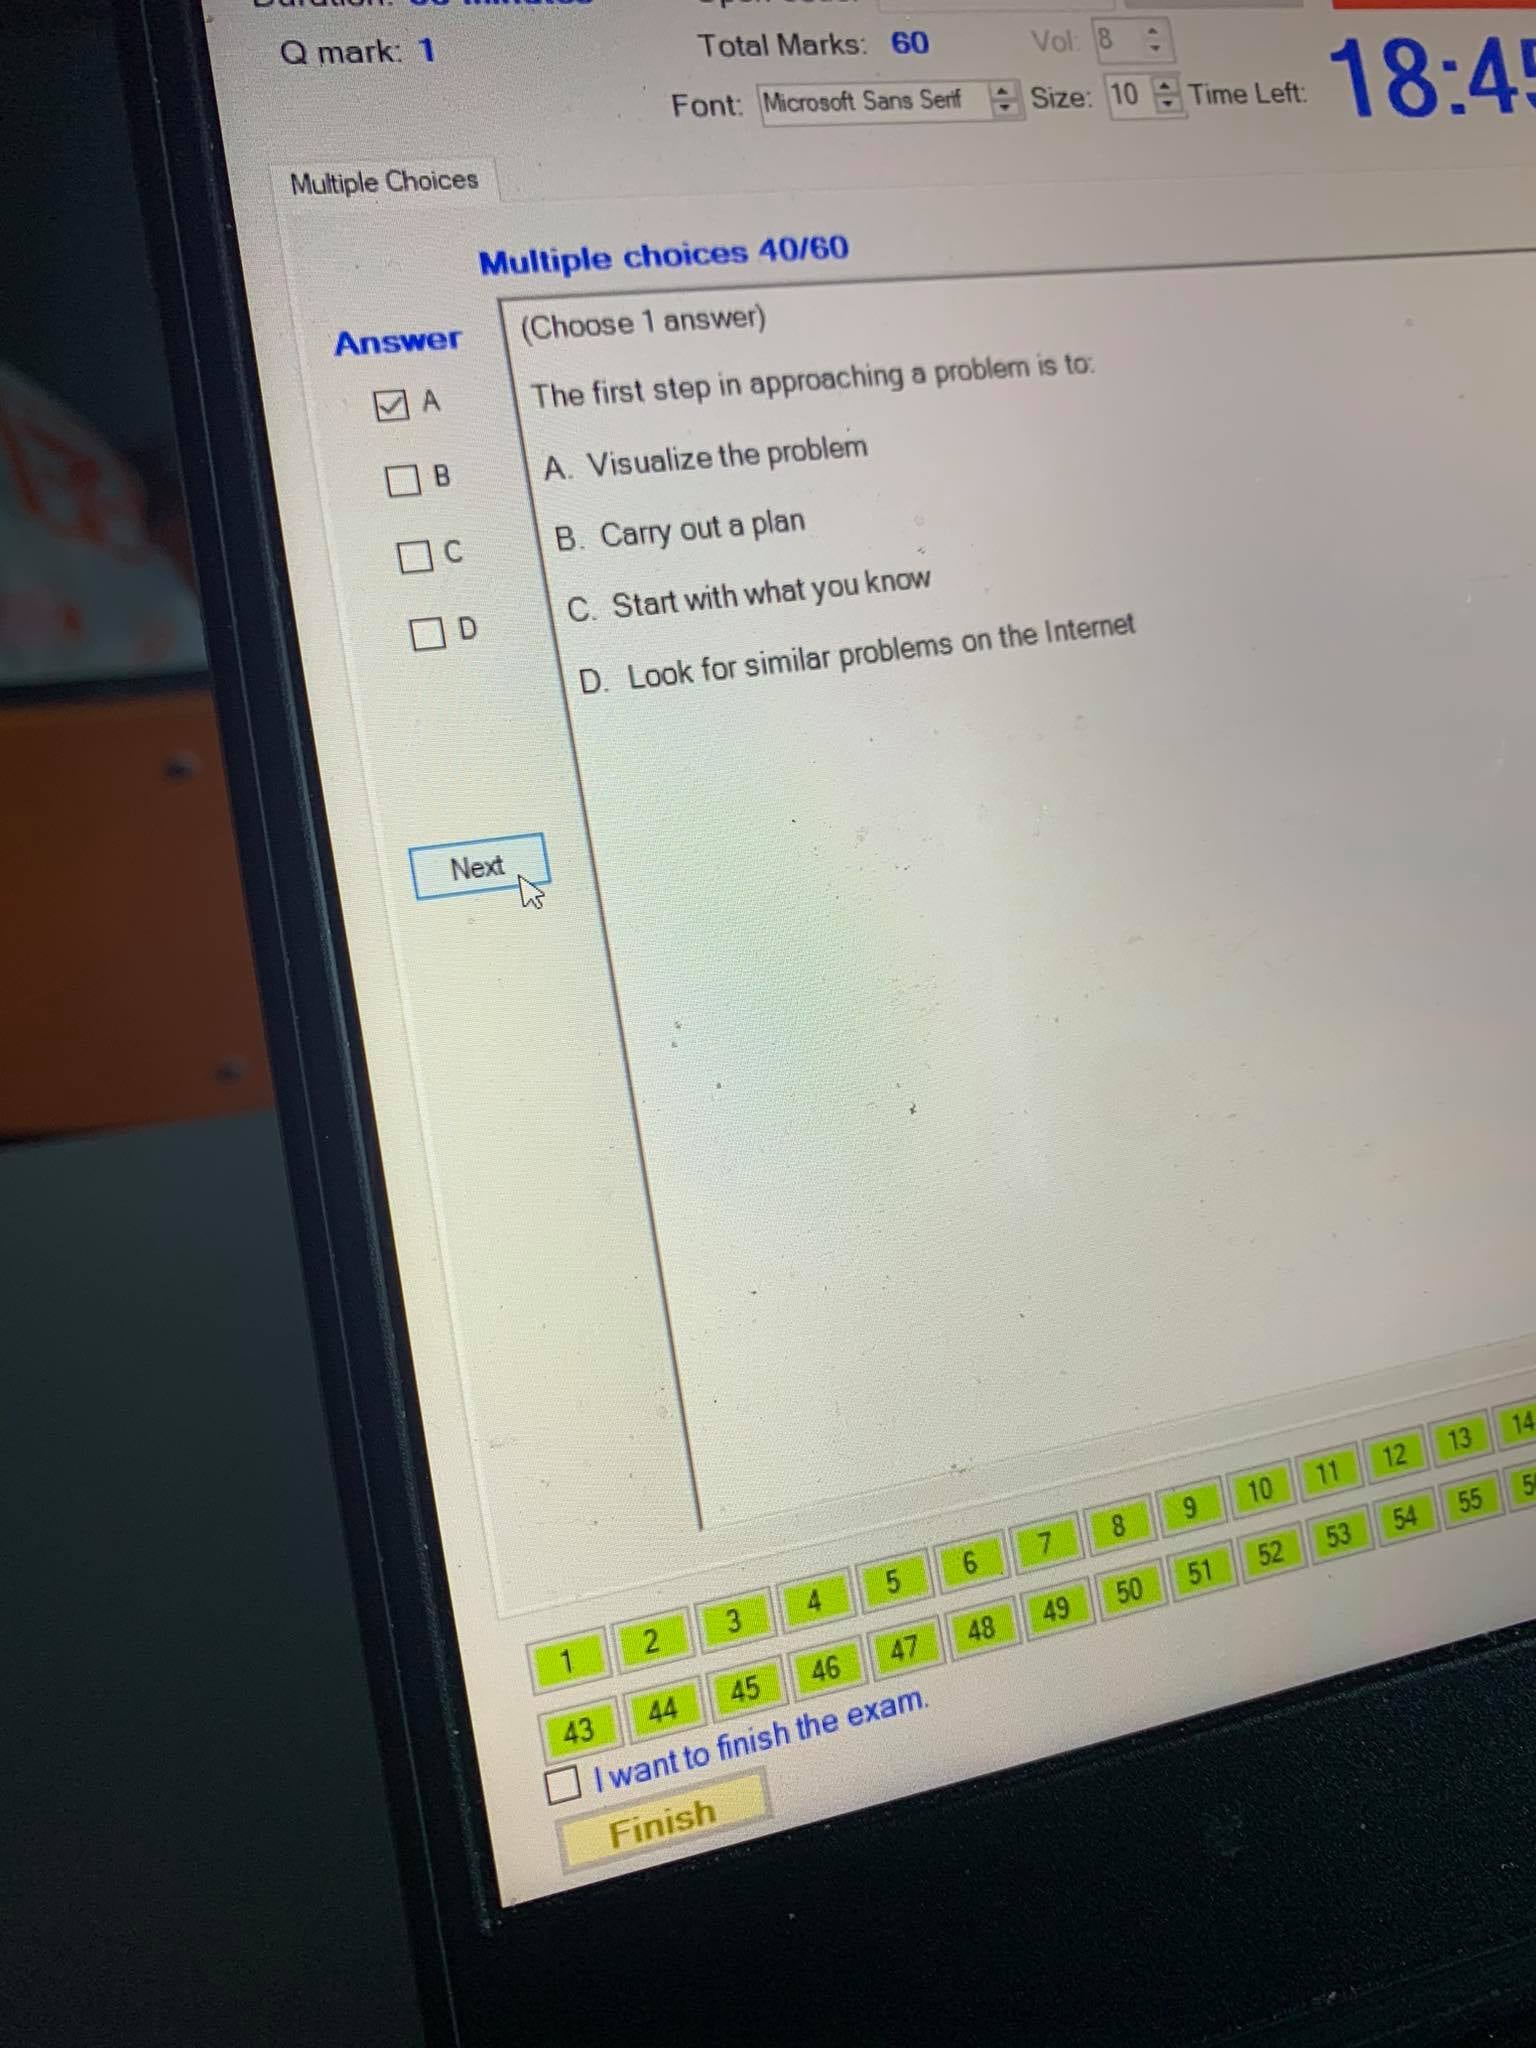 Q mark: 1
Total Marks: 60
Vol: 8
Font: Microsoft Sans Serif
Size: 10
Time Left:
18:45
Multiple Choices
Multiple choices 40/60
Answer
(Choose 1 answer)
The first step in approaching a problem is to:
A
A. Visualize the problem
B
B. Carry out a plan
C
C. Start with what you know
D
D. Look for similar problems on the Internet
Next
1 2 3 4 5 6 7 8 9 10 11 12 13 14
43 44 45 46 47 48 49 50 51 52 53 54 55
I want to finish the exam.
Finish